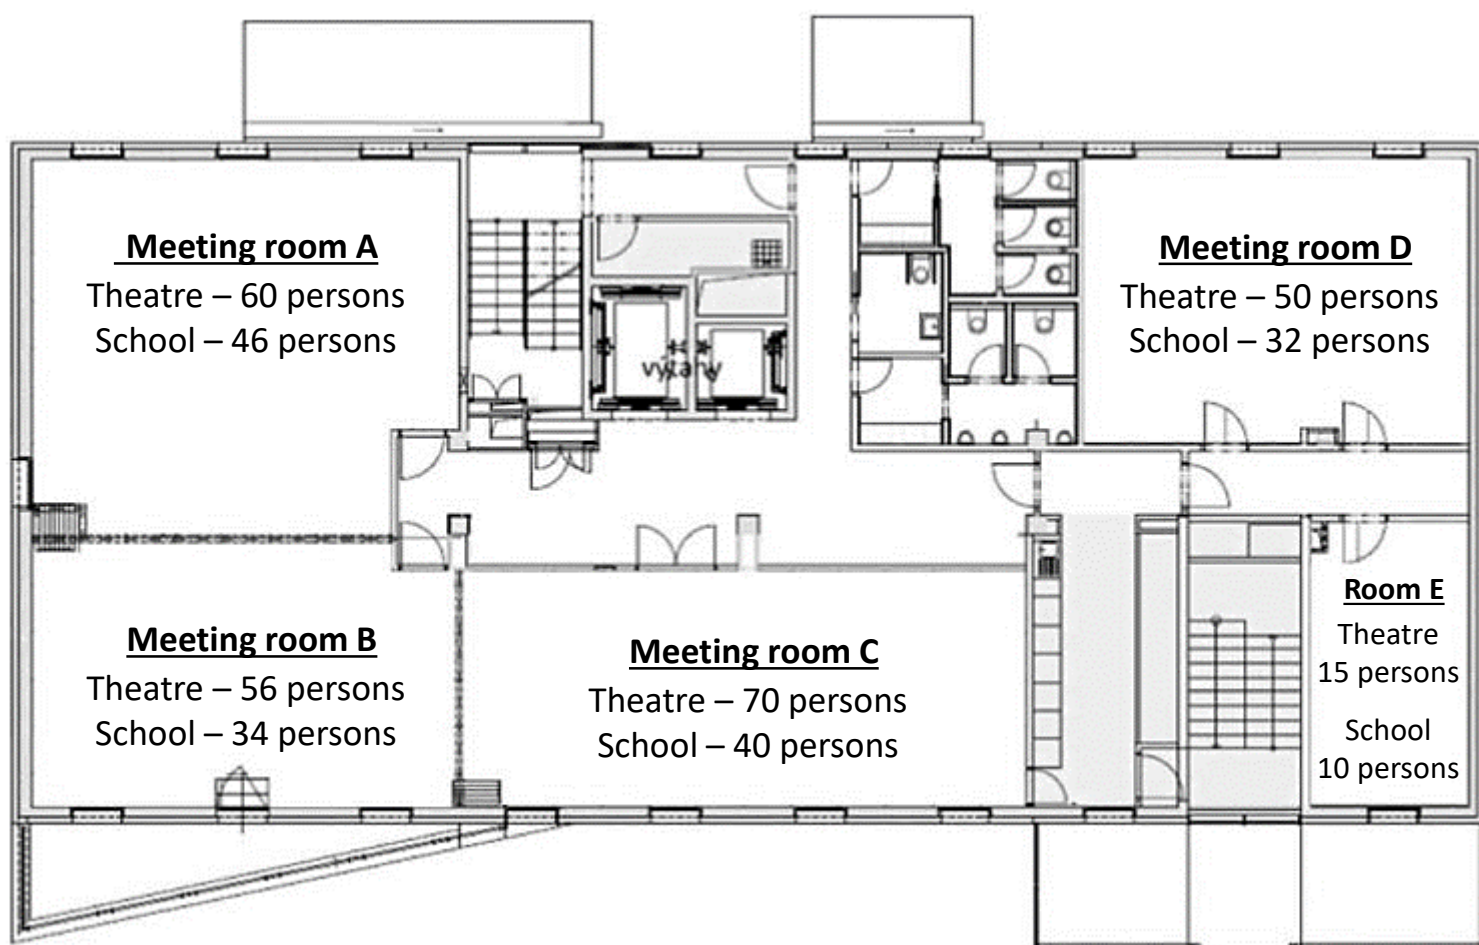 Meeting room A
Theatre – 60 persons
School – 46 persons
Meeting room D
Theatre – 50 persons
School – 32 persons
výtahy
Meeting room B
Theatre – 56 persons
School – 34 persons
Meeting room C
Theatre – 70 persons
School – 40 persons
Room E
Theatre
15 persons
School
10 persons